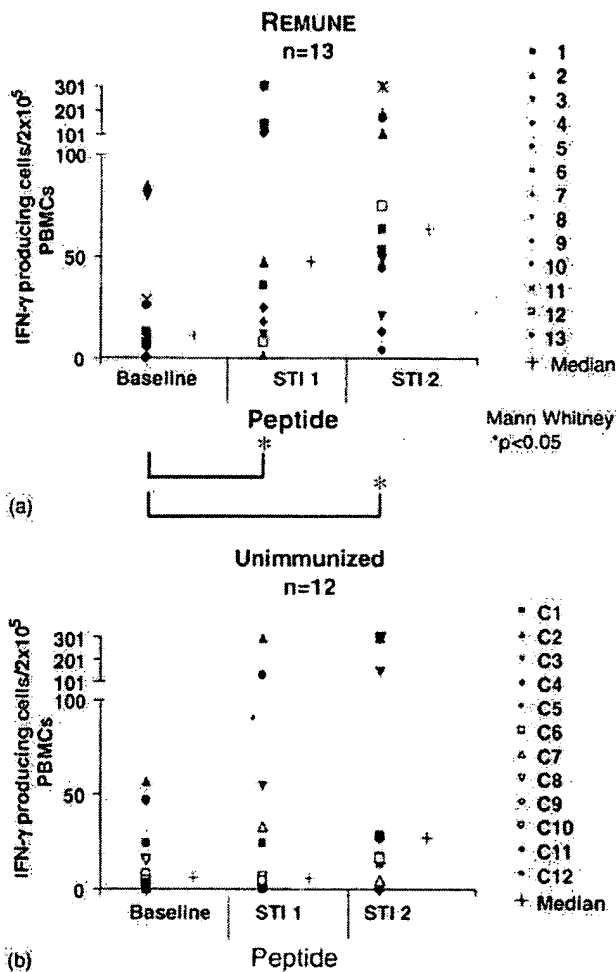 REMUNE
n=13
IFN-γ producing cells/2x10⁵
PBMCs
301
201
101
100
50
0
Baseline
STI 1
STI 2
Peptide
1
2
3
4
5
6
7
8
9
10
11
12
13
Median
Mann Whitney
*p<0.05
*
*
(a)
Unimmunized
n=12
IFN-γ producing cells/2x10⁵
PBMCs
301
201
101
100
50
0
Baseline
STI 1
STI 2
Peptide
C1
C2
C3
C4
C5
C6
C7
C8
C9
C10
C11
C12
Median
(b)